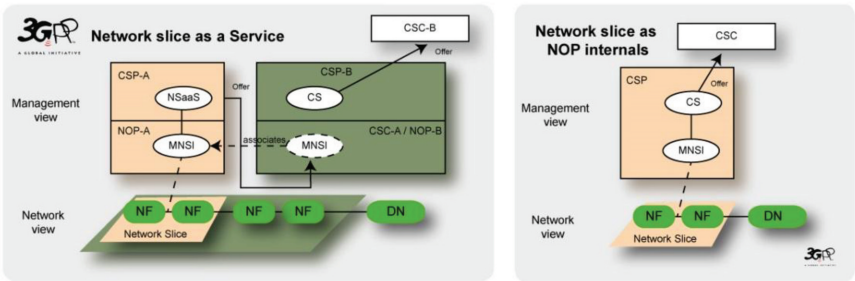 3GPP
A GLOBAL INITIATIVE
Network slice as a Service
CSC-B
Offer
CSP-A
CSP-B
NSaaS
Offer
CS
Management
view
NOP-A
CSC-A / NOP-B
MNSI
associates
MNSI
Network
view
NF
NF
NF
NF
DN
Network Slice
Network slice as
NOP internals
CSC
Offer
CSP
CS
Management
view
MNSI
Network
view
NF
NF
DN
Network Slice
3GPP
A GLOBAL INITIATIVE